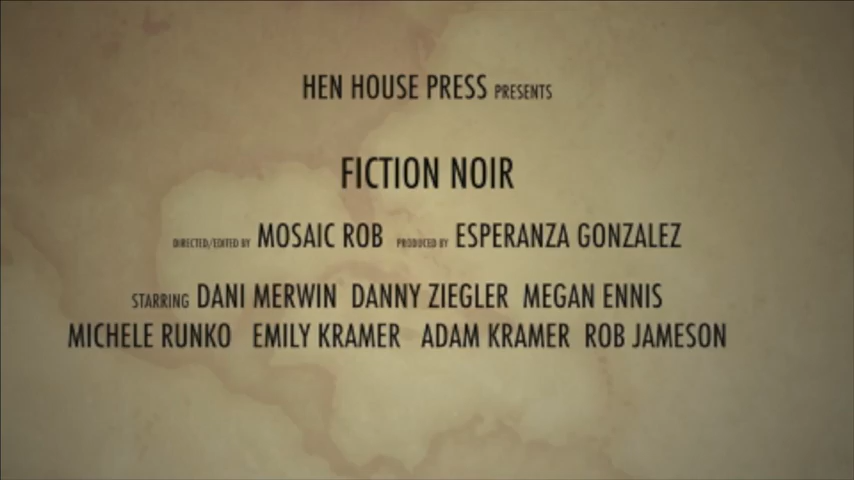 HEN HOUSE PRESS PRESENTS
FICTION NOIR
DIRECTED/EDITED BY MOSAIC ROB PRODUCED BY ESPERANZA GONZALEZ
STARRING DANI MERWIN DANNY ZIEGLER MEGAN ENNIS
MICHELE RUNKO EMILY KRAMER ADAM KRAMER ROB JAMESON